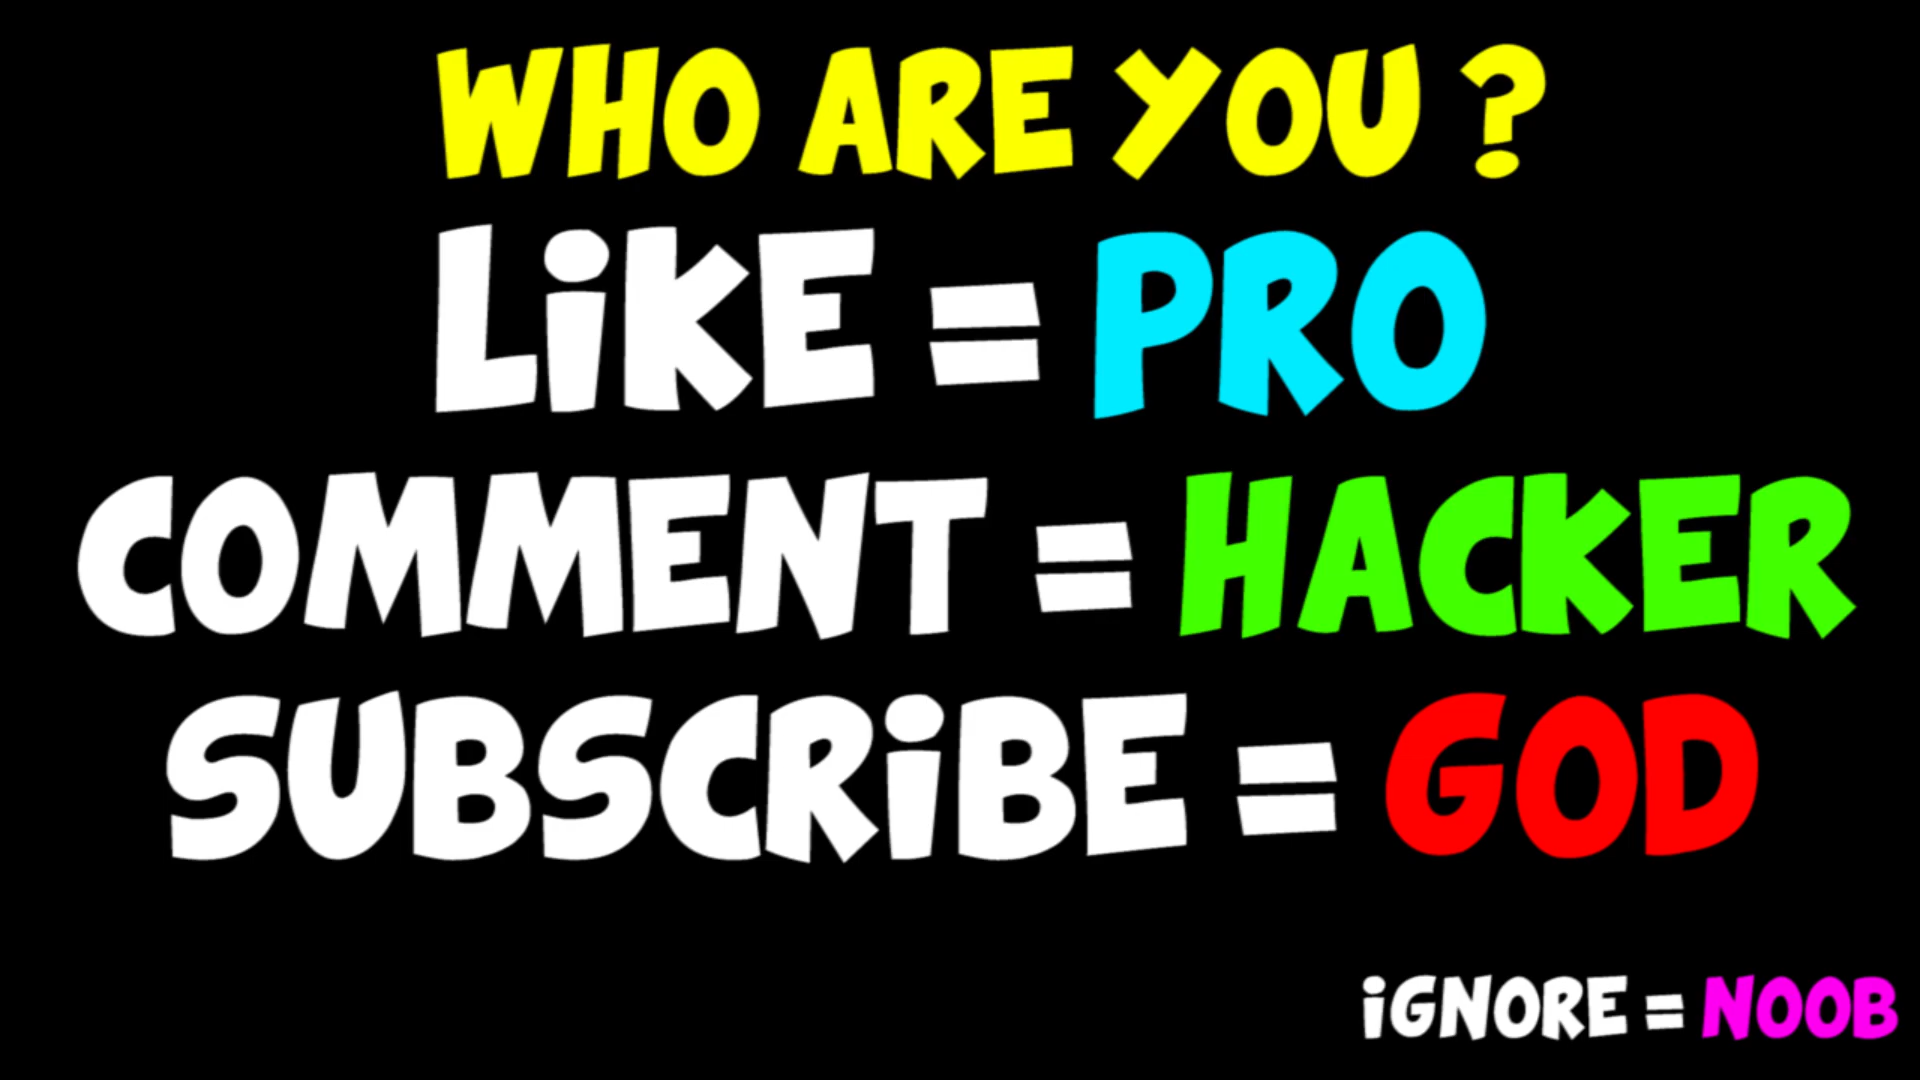 WHO ARE YOU ?
LiKE = PRO
COMMENT = HACKER
SUBSCRiBE = GOD
iGNORE = NOOB